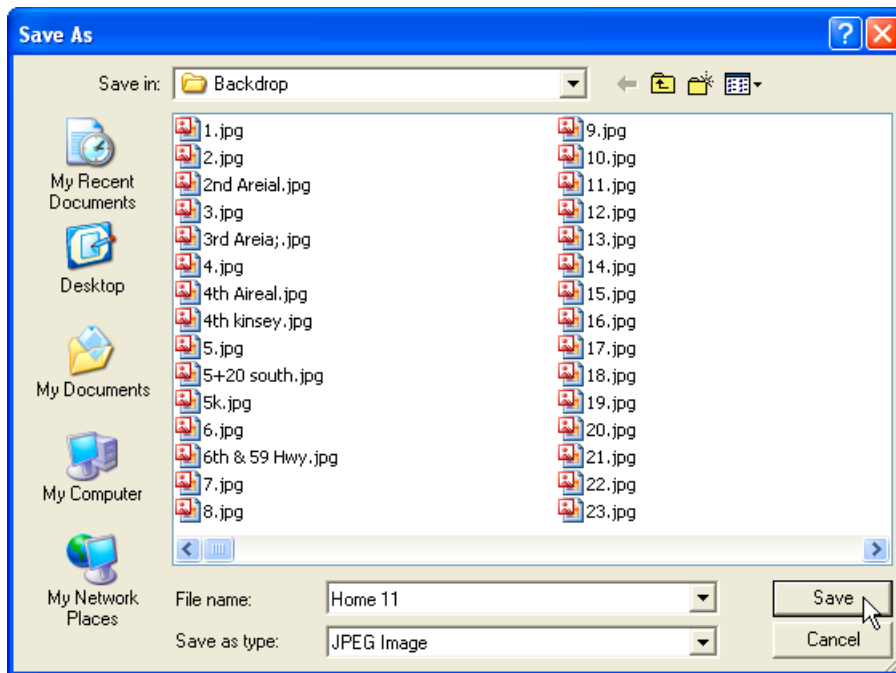 Save As
Save in:
Backdrop
My Recent
Documents
Desktop
My Documents
My Computer
My Network
Places
1.jpg
2.jpg
2nd Areial.jpg
3.jpg
3rd Areia;.jpg
4.jpg
4th Aireal.jpg
4th kinsey.jpg
5.jpg
5+20 south.jpg
5k.jpg
6.jpg
6th & 59 Hwy.jpg
7.jpg
8.jpg
9.jpg
10.jpg
11.jpg
12.jpg
13.jpg
14.jpg
15.jpg
16.jpg
17.jpg
18.jpg
19.jpg
20.jpg
21.jpg
22.jpg
23.jpg
File name:
Home 11
Save
Save as type:
JPEG Image
Cancel